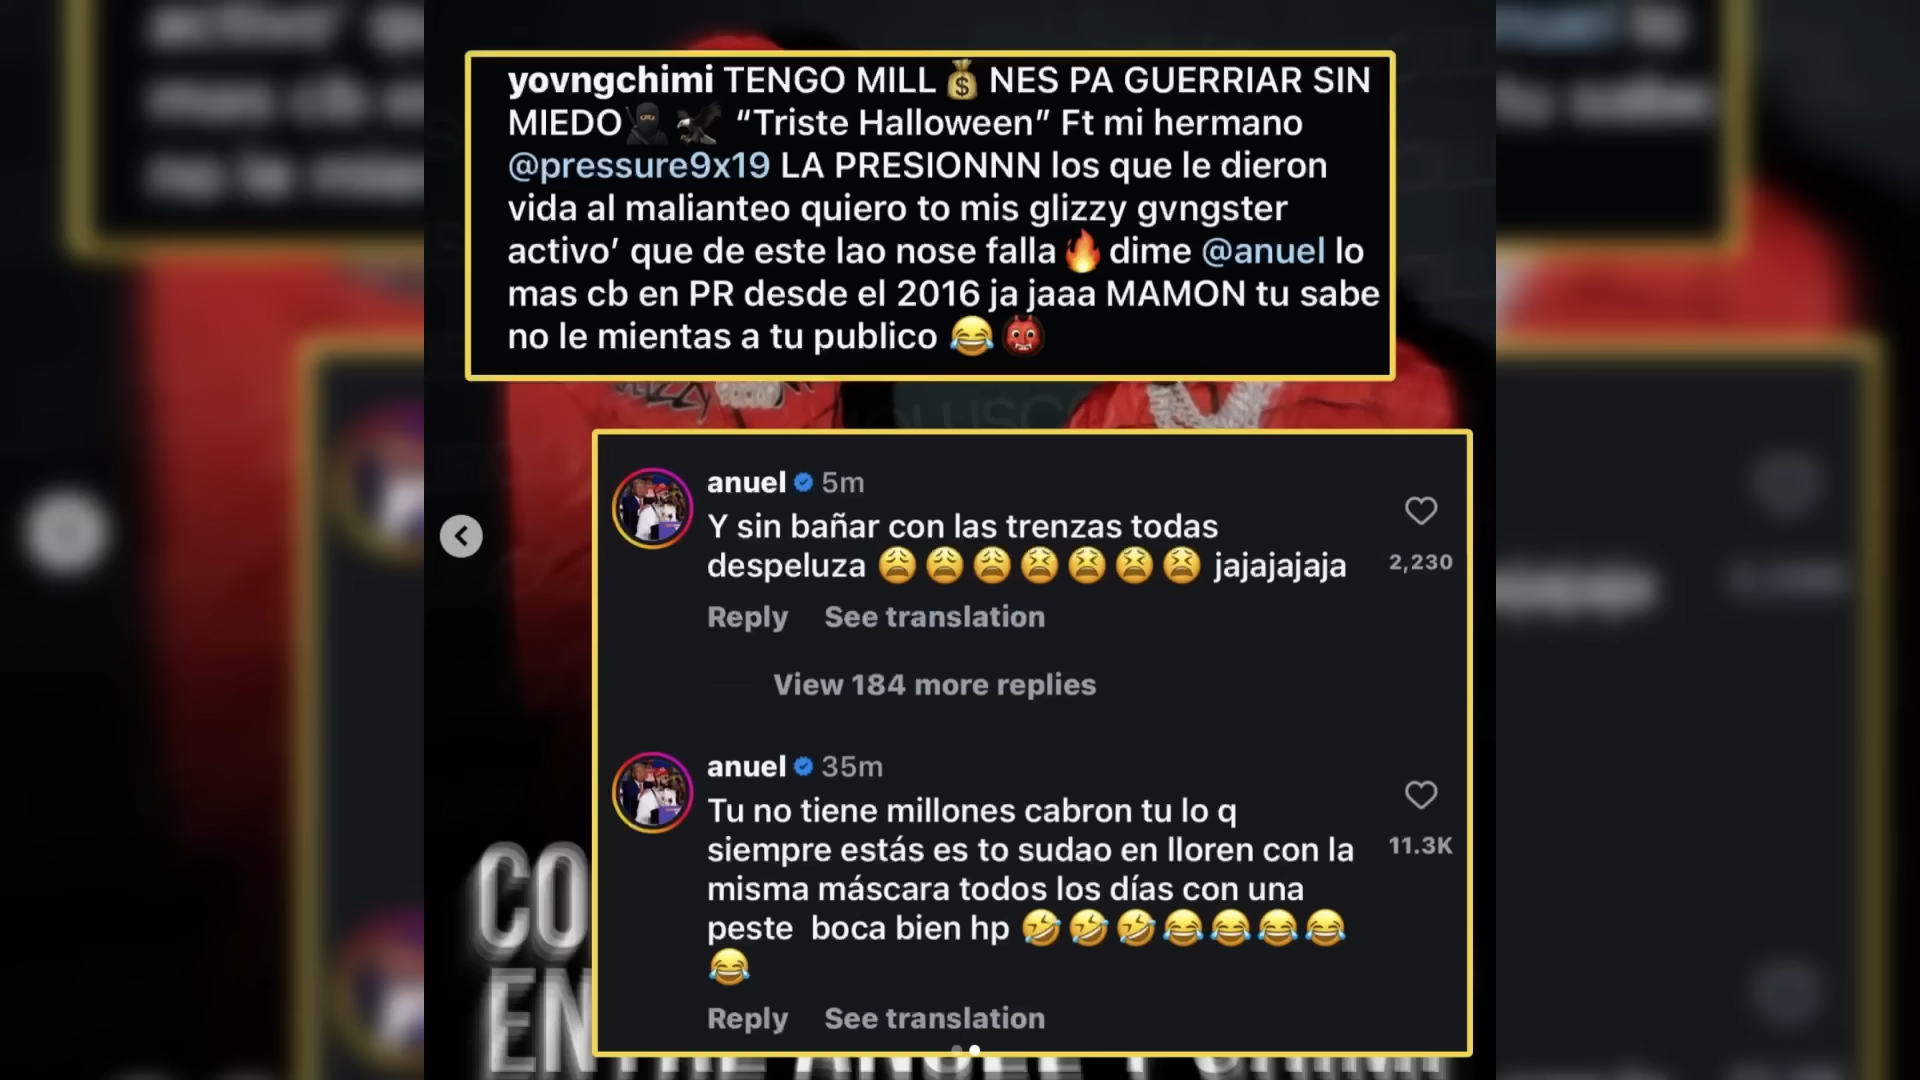 yovngchimi TENGO MILL💰NES PA GUERRIAR SIN
MIEDO🥷🏿🦅 “Triste Halloween” Ft mi hermano
@pressure9x19 LA PRESIONNN los que le dieron
vida al malianteo quiero to mis glizzy gvngster
activo’ que de este lao nose falla🔥 dime @anuel lo
mas cb en PR desde el 2016 ja jaaa MAMON tu sabe
no le mientas a tu publico 😂👹
anuel 5m
Y sin bañar con las trenzas todas
despeluza 😩😩😩😫😫😫😫 jajajajaja
2,230
Reply See translation
View 184 more replies
anuel 35m
Tu no tiene millones cabron tu lo q
siempre estás es to sudao en lloren con la
misma máscara todos los días con una
peste boca bien hp 🤣🤣🤣😂😂😂😂
😂
11.3K
Reply See translation
CO
ENTRE ANUEL Y CHIMI